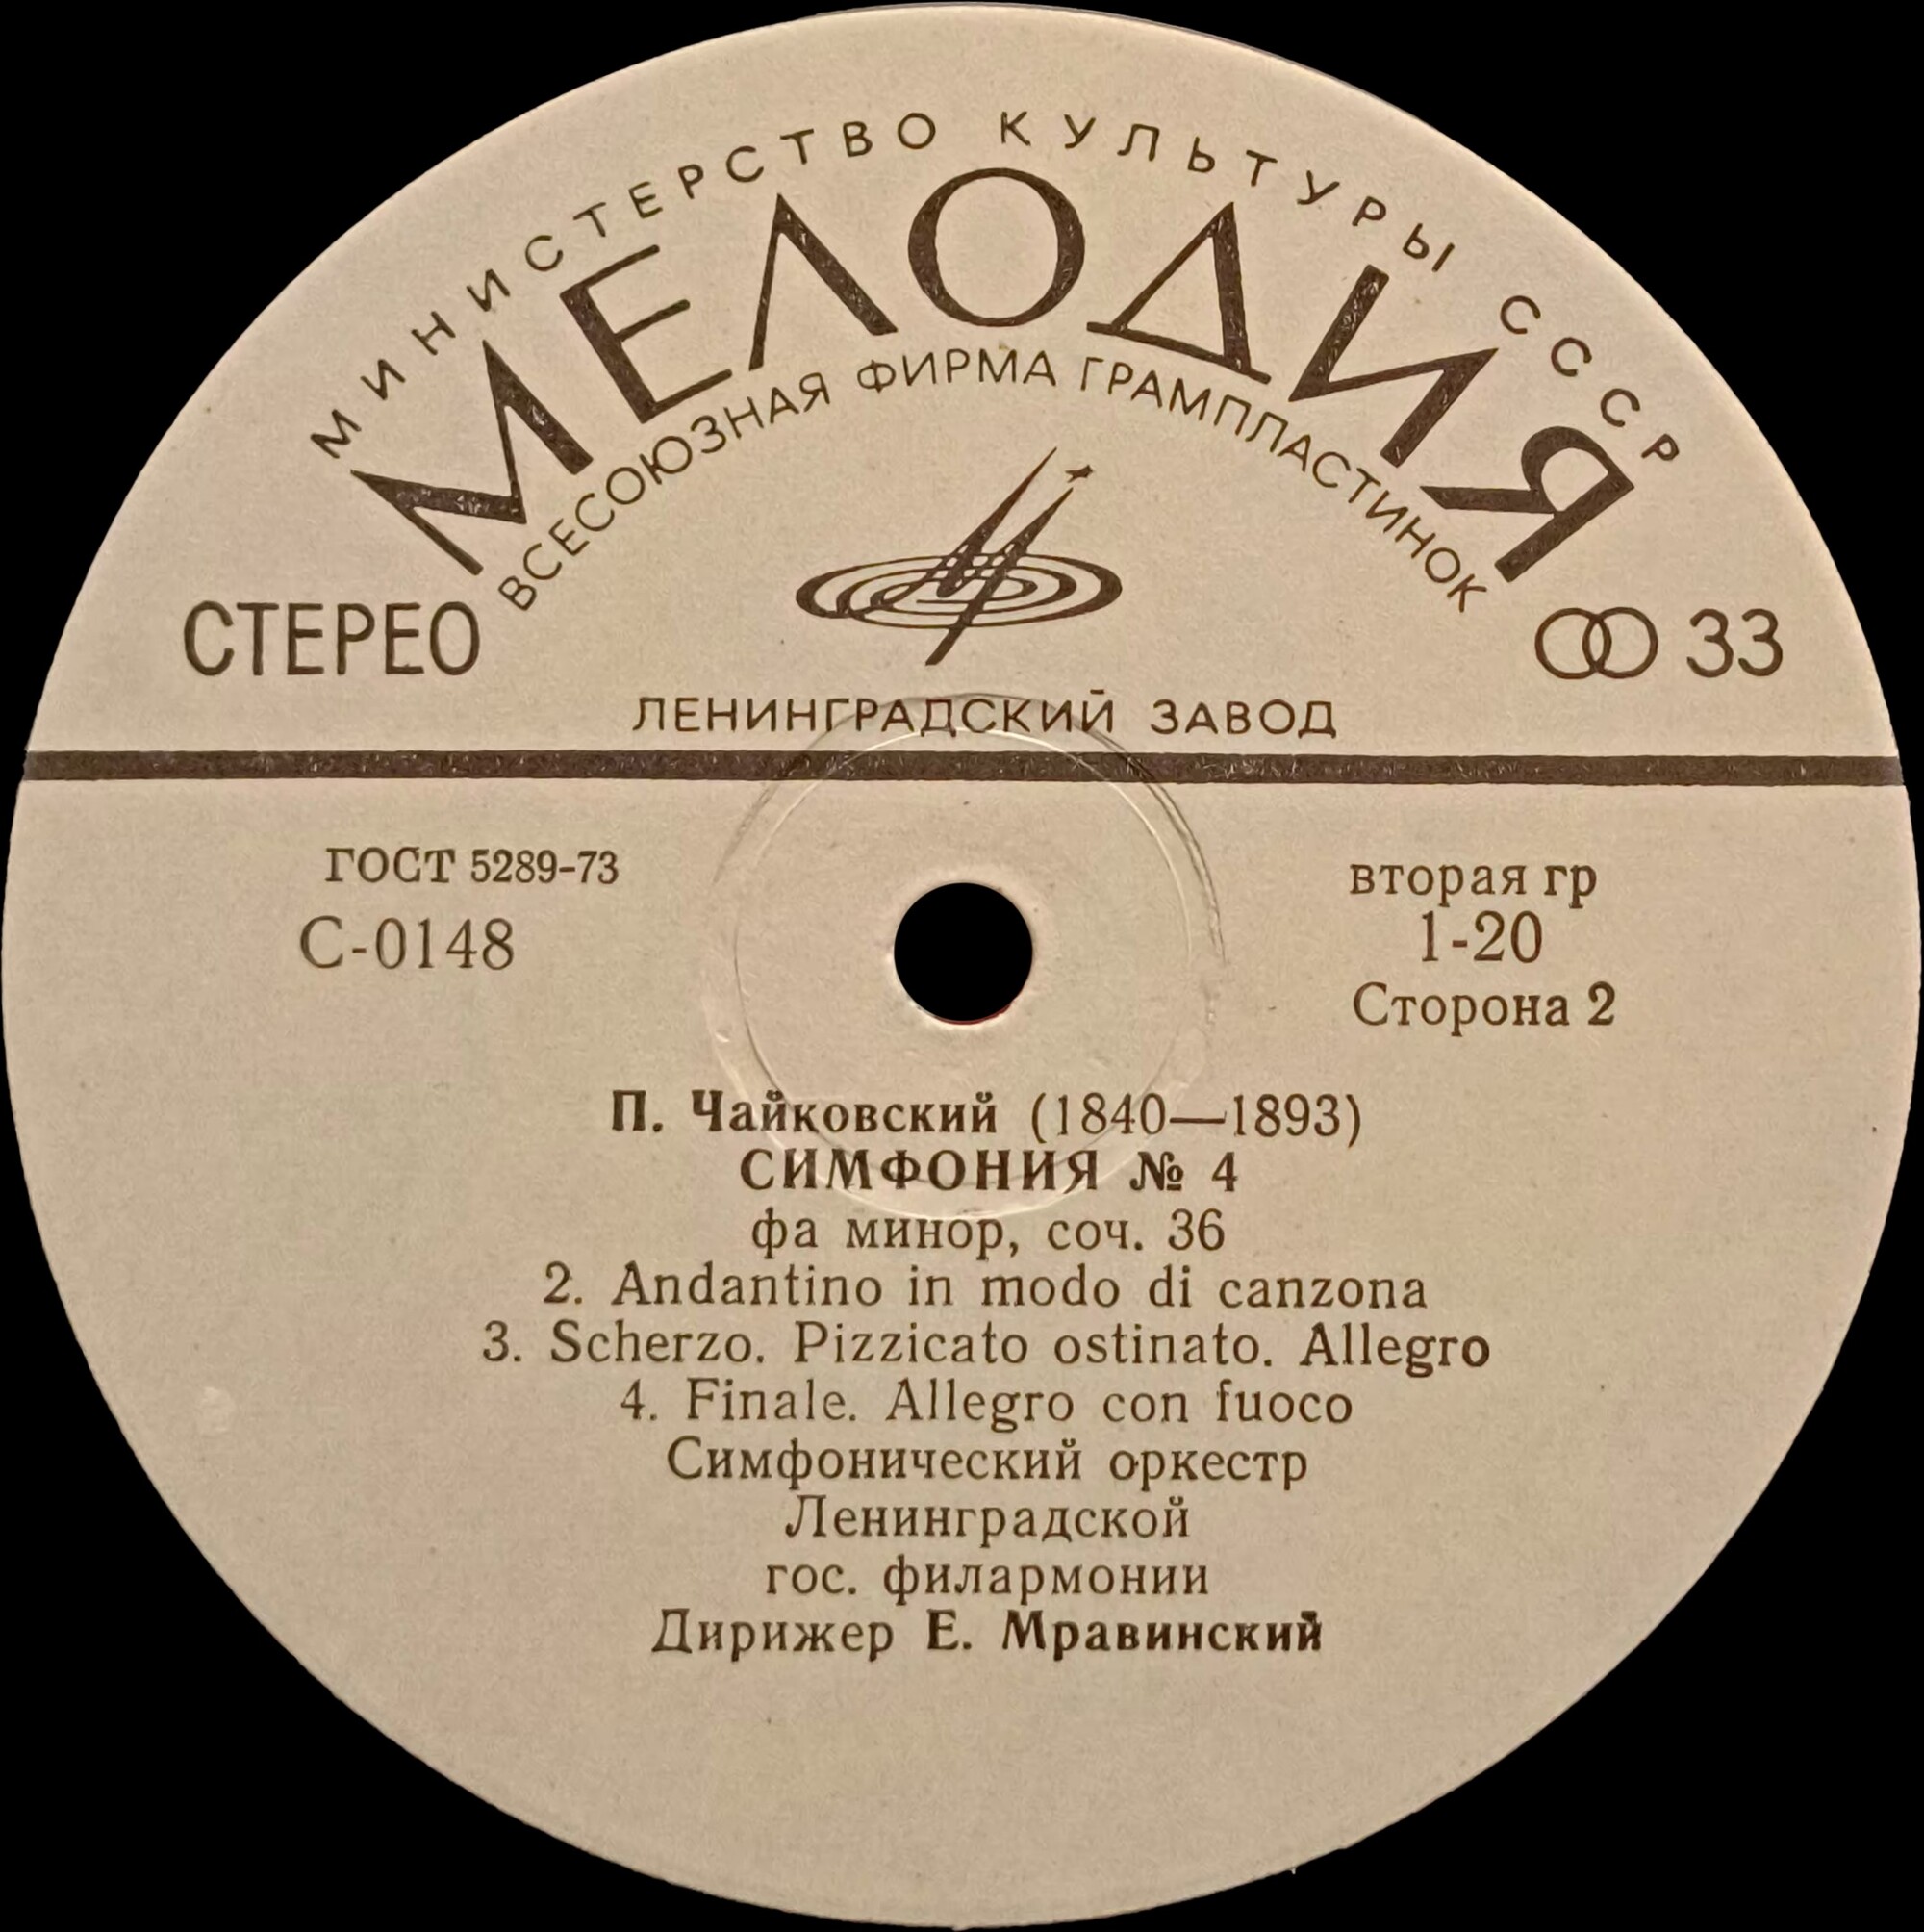 МИНИСТЕРСТВО КУЛЬТУРЫ СССР
МЕЛОДИЯ
ВСЕСОЮЗНАЯ ФИРМА ГРАМПЛАСТИНОК
СТЕРЕО
33
ЛЕНИНГРАДСКИЙ ЗАВОД
ГОСТ 5289-73
С-0148
вторая гр
1-20
Сторона 2
П. Чайковский (1840—1893)
СИМФОНИЯ № 4
фа минор, соч. 36
2. Andantino in modo di canzona
3. Scherzo. Pizzicato ostinato. Allegro
4. Finale. Allegro con fuoco
Симфонический оркестр
Ленинградской
гос. филармонии
Дирижер Е. Мравинский